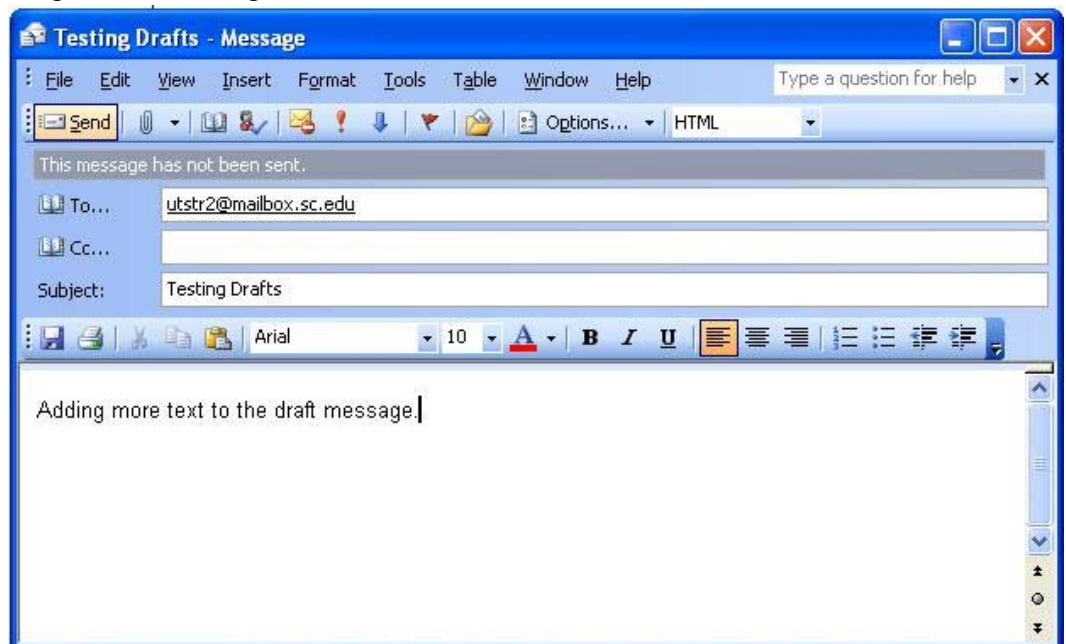 Testing Drafts - Message
File Edit View Insert Format Tools Table Window Help Type a question for help
Send Options... HTML
This message has not been sent.
To... utstr2@mailbox.sc.edu
Cc...
Subject: Testing Drafts
Arial 10 A B I U
Adding more text to the draft message.